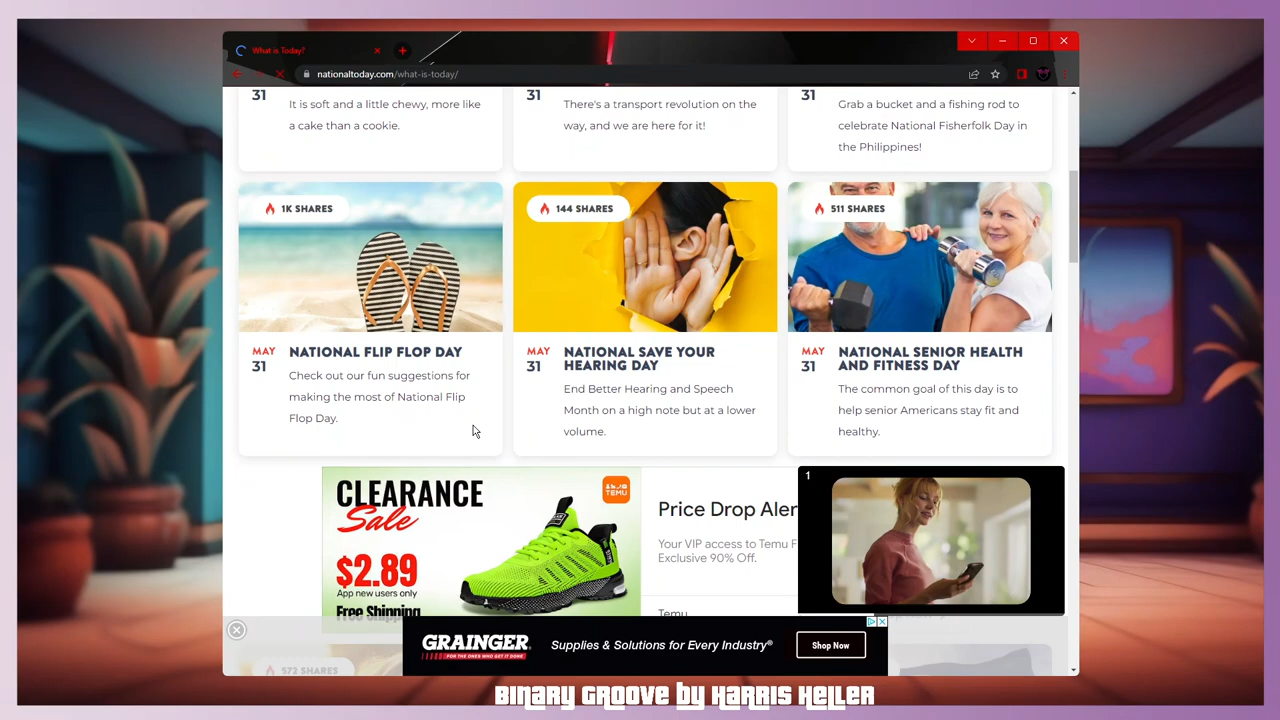 What is Today?
nationaltoday.com/what-is-today/
31
It is soft and a little chewy, more like
a cake than a cookie.
31
There's a transport revolution on the
way, and we are here for it!
31
Grab a bucket and a fishing rod to
celebrate National Fisherfolk Day in
the Philippines!
1K SHARES
144 SHARES
511 SHARES
MAY
31
NATIONAL FLIP FLOP DAY
Check out our fun suggestions for
making the most of National Flip
Flop Day.
MAY
31
NATIONAL SAVE YOUR
HEARING DAY
End Better Hearing and Speech
Month on a high note but at a lower
volume.
MAY
31
NATIONAL SENIOR HEALTH
AND FITNESS DAY
The common goal of this day is to
help senior Americans stay fit and
healthy.
CLEARANCE
Sale
$2.89
App new users only
Free Shipping
TEMU
Price Drop Aler
Your VIP access to Temu F
Exclusive 90% Off.
Temu
1
GRAINGER
FOR THE ONES WHO GET IT DONE
Supplies & Solutions for Every Industry®
Shop Now
572 SHARES
BINARY GROOVE BY HARRIS HELLER